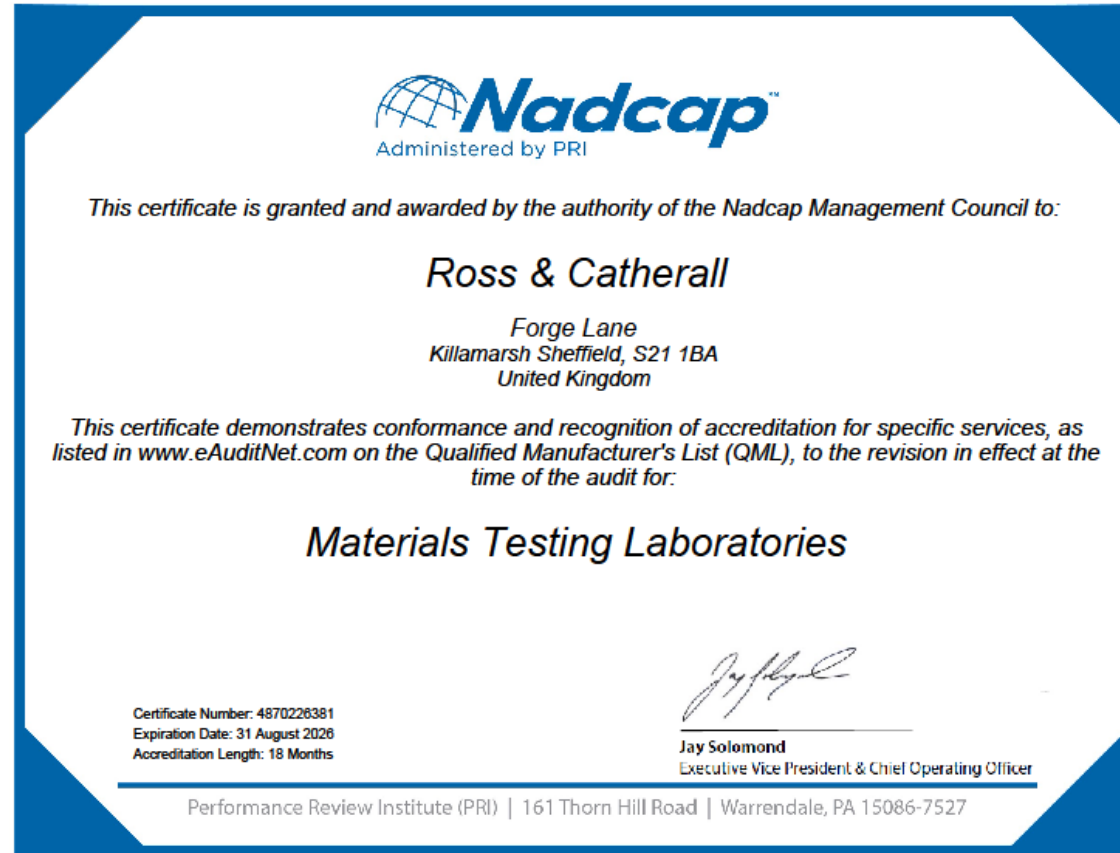 Nadcap™
Administered by PRI
This certificate is granted and awarded by the authority of the Nadcap Management Council to:
Ross & Catherall
Forge Lane
Killamarsh Sheffield, S21 1BA
United Kingdom
This certificate demonstrates conformance and recognition of accreditation for specific services, as
listed in www.eAuditNet.com on the Qualified Manufacturer's List (QML), to the revision in effect at the
time of the audit for:
Materials Testing Laboratories
Certificate Number: 4870226381
Expiration Date: 31 August 2026
Accreditation Length: 18 Months
Jay Solomond
Executive Vice President & Chief Operating Officer
Performance Review Institute (PRI) | 161 Thorn Hill Road | Warrendale, PA 15086-7527